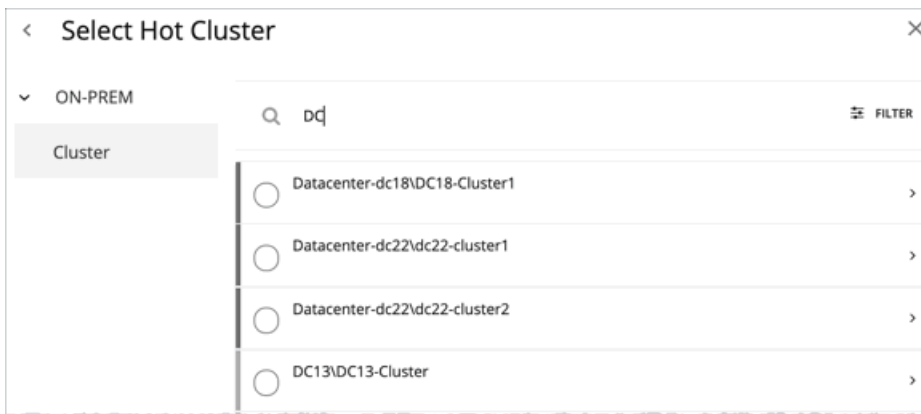 Select Hot Cluster
ON-PREM
Cluster
DC
FILTER
Datacenter-dc18\DC18-Cluster1
Datacenter-dc22\dc22-cluster1
Datacenter-dc22\dc22-cluster2
DC13\DC13-Cluster